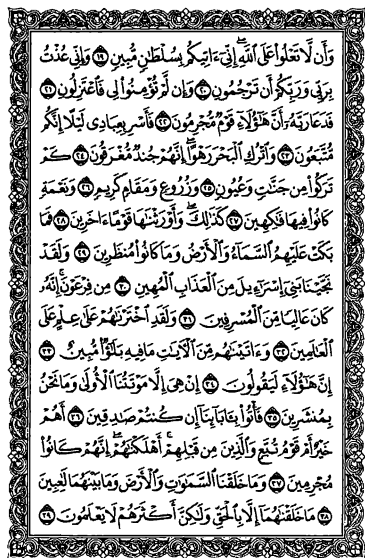 وَأَن لَّا تَعْلُوا۟ عَلَى ٱللَّهِ ۖ إِنِّىٓ ءَاتِيكُم بِسُلْطَـٰنٍ مُّبِينٍ ١٩ وَإِنِّى عُذْتُ
بِرَبِّى وَرَبِّكُمْ أَن تَرْجُمُونِ ٢٠ وَإِن لَّمْ تُؤْمِنُوا۟ لِى فَٱعْتَزِلُونِ ٢١
فَدَعَا رَبَّهُۥٓ أَنَّ هَـٰٓؤُلَآءِ قَوْمٌ مُّجْرِمُونَ ٢٢ فَأَسْرِ بِعِبَادِى لَيْلًا إِنَّكُم
مُّتَّبَعُونَ ٢٣ وَٱتْرُكِ ٱلْبَحْرَ رَهْوًا ۖ إِنَّهُمْ جُندٌ مُّغْرَقُونَ ٢٤ كَمْ
تَرَكُوا۟ مِن جَنَّـٰتٍ وَعُيُونٍ ٢٥ وَزُرُوعٍ وَمَقَامٍ كَرِيمٍ ٢٦ وَنَعْمَةٍ
كَانُوا۟ فِيهَا فَـٰكِهِينَ ٢٧ كَذَٰلِكَ ۖ وَأَوْرَثْنَـٰهَا قَوْمًا ءَاخَرِينَ ٢٨ فَمَا
بَكَتْ عَلَيْهِمُ ٱلسَّمَآءُ وَٱلْأَرْضُ وَمَا كَانُوا۟ مُنظَرِينَ ٢٩ وَلَقَدْ
نَجَّيْنَا بَنِىٓ إِسْرَٰٓءِيلَ مِنَ ٱلْعَذَابِ ٱلْمُهِينِ ٣٠ مِن فِرْعَوْنَ ۚ إِنَّهُۥ
كَانَ عَالِيًا مِّنَ ٱلْمُسْرِفِينَ ٣١ وَلَقَدِ ٱخْتَرْنَـٰهُمْ عَلَىٰ عِلْمٍ عَلَى
ٱلْعَـٰلَمِينَ ٣٢ وَءَاتَيْنَـٰهُم مِّنَ ٱلْـَٔايَـٰتِ مَا فِيهِ بَلَـٰٓؤٌا۟ مُّبِينٌ ٣٣
إِنَّ هَـٰٓؤُلَآءِ لَيَقُولُونَ ٣٤ إِنْ هِىَ إِلَّا مَوْتَتُنَا ٱلْأُولَىٰ وَمَا نَحْنُ
بِمُنشَرِينَ ٣٥ فَأْتُوا۟ بِـَٔابَآئِنَآ إِن كُنتُمْ صَـٰدِقِينَ ٣٦ أَهُمْ
خَيْرٌ أَمْ قَوْمُ تُبَّعٍ وَٱلَّذِينَ مِن قَبْلِهِمْ ۚ أَهْلَكْنَـٰهُمْ ۖ إِنَّهُمْ كَانُوا۟
مُجْرِمِينَ ٣٧ وَمَا خَلَقْنَا ٱلسَّمَـٰوَٰتِ وَٱلْأَرْضَ وَمَا بَيْنَهُمَا لَـٰعِبِينَ
٣٨ مَا خَلَقْنَـٰهُمَآ إِلَّا بِٱلْحَقِّ وَلَـٰكِنَّ أَكْثَرَهُمْ لَا يَعْلَمُونَ ٣٩